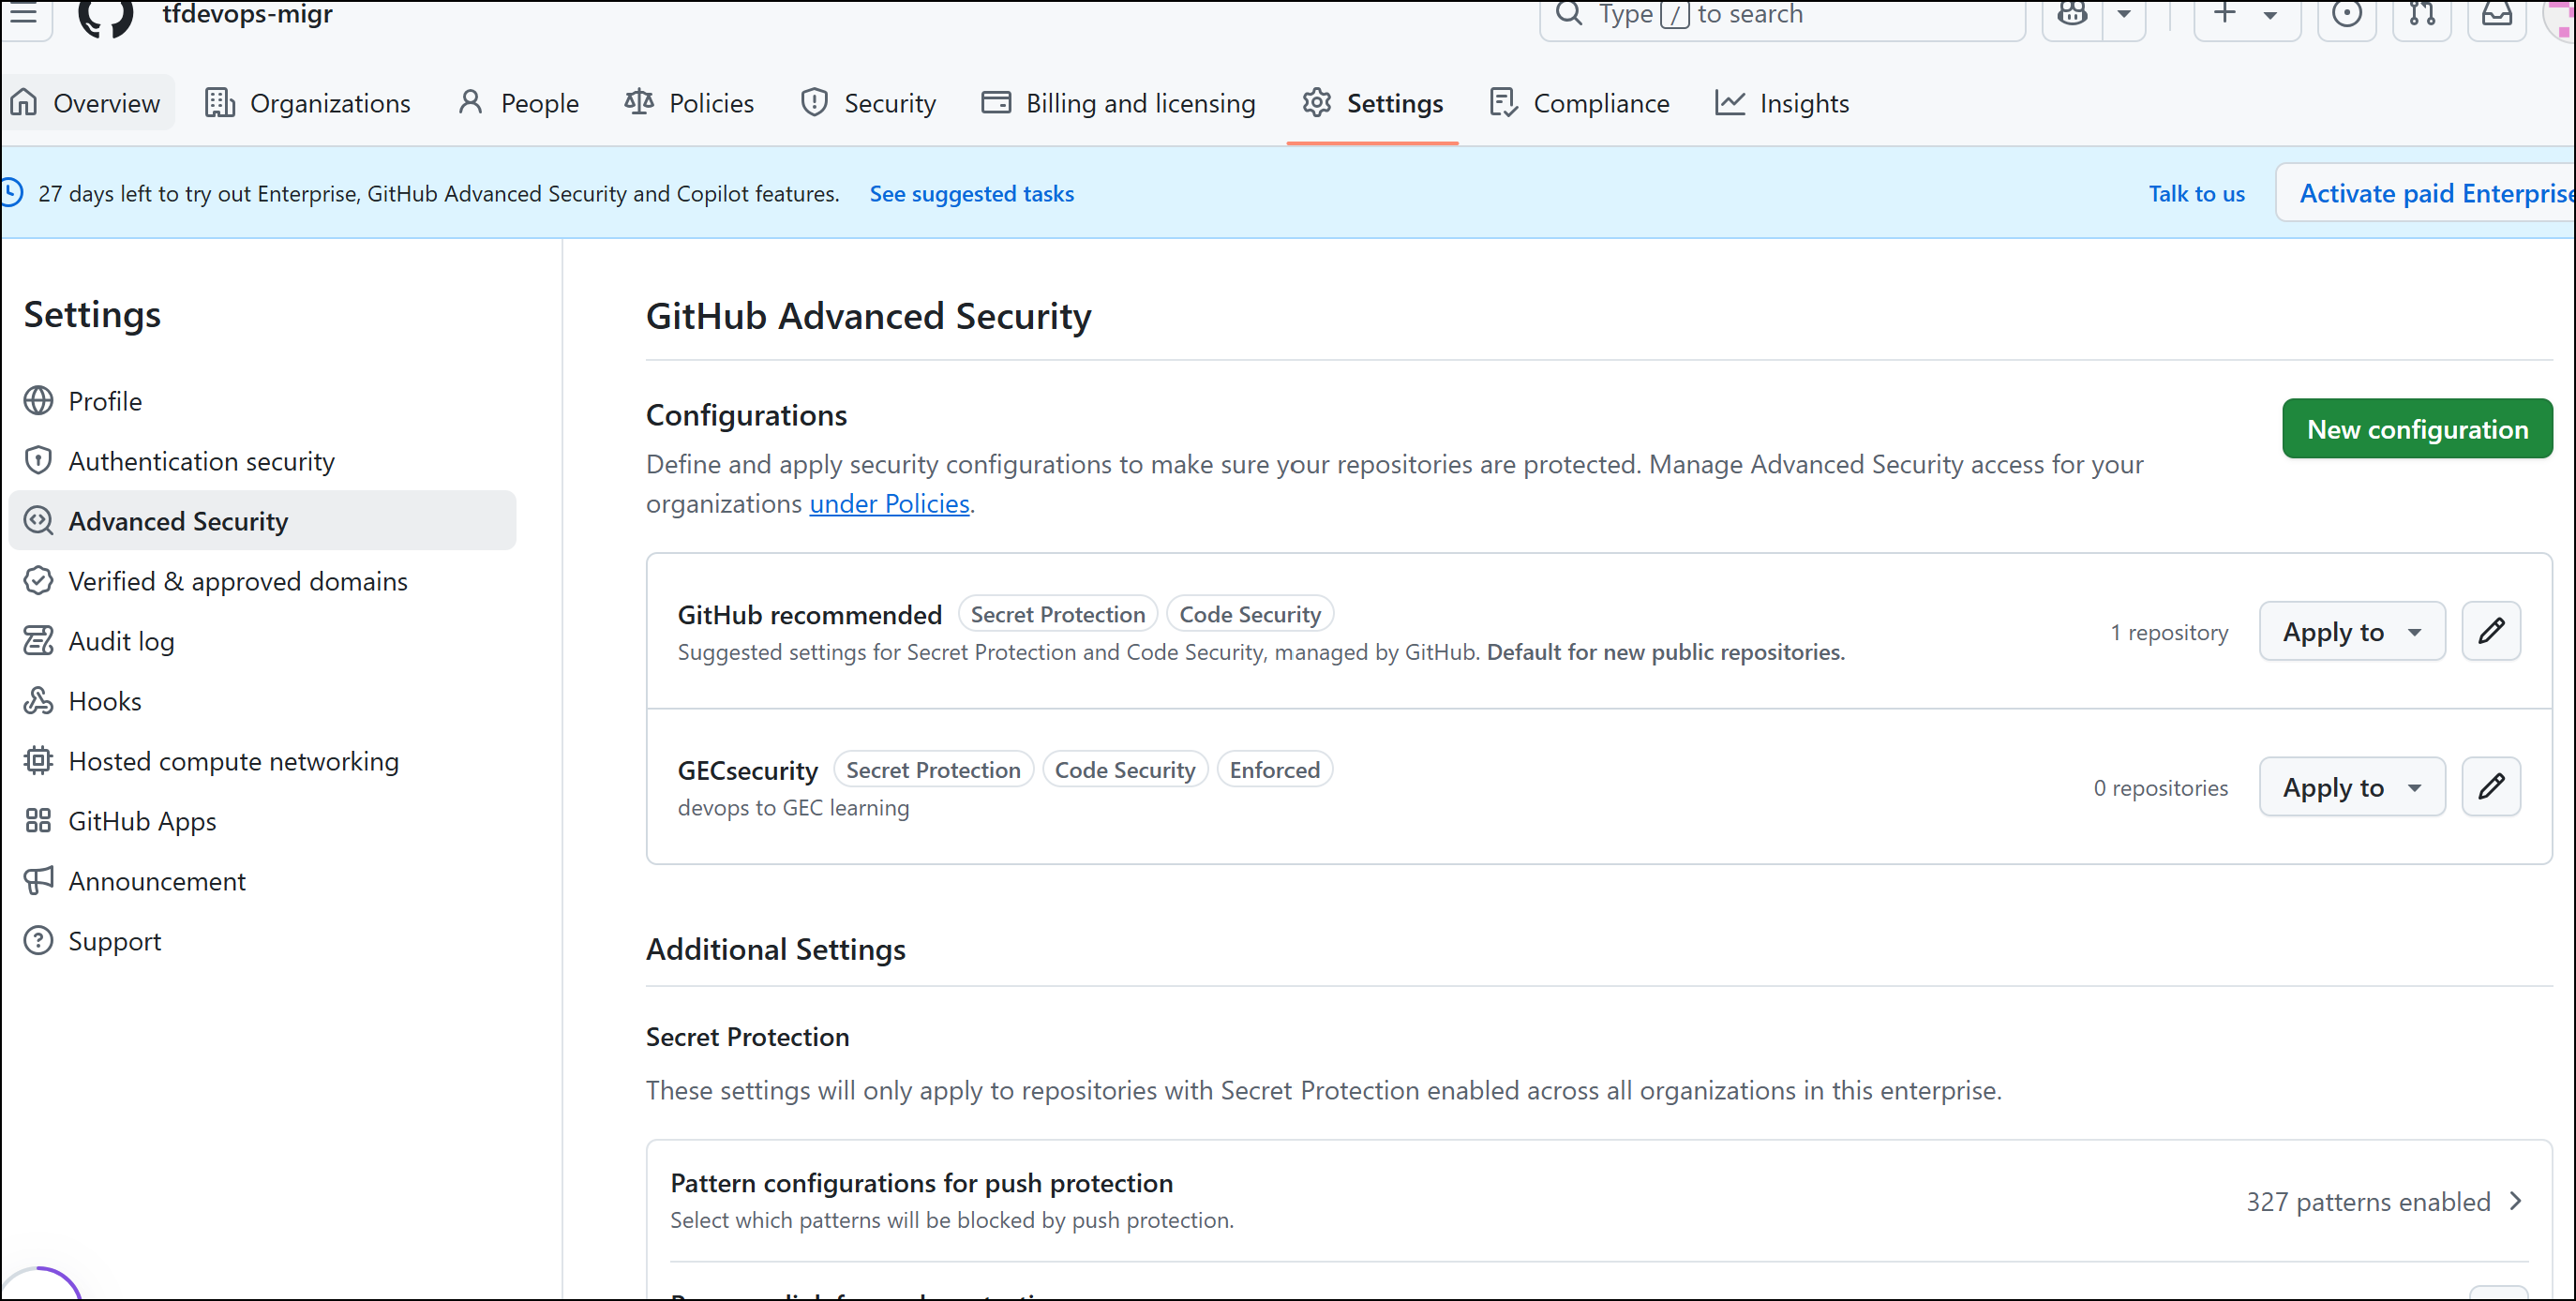 tfdevops-migr
Type / to search
Overview
Organizations
People
Policies
Security
Billing and licensing
Settings
Compliance
Insights
27 days left to try out Enterprise, GitHub Advanced Security and Copilot features. See suggested tasks
Talk to us
Activate paid Enterprise
Settings
Profile
Authentication security
Advanced Security
Verified & approved domains
Audit log
Hooks
Hosted compute networking
GitHub Apps
Announcement
Support
GitHub Advanced Security
Configurations
New configuration
Define and apply security configurations to make sure your repositories are protected. Manage Advanced Security access for your
organizations under Policies.
GitHub recommended Secret Protection Code Security
Suggested settings for Secret Protection and Code Security, managed by GitHub. Default for new public repositories.
1 repository
Apply to
GECsecurity Secret Protection Code Security Enforced
devops to GEC learning
0 repositories
Apply to
Additional Settings
Secret Protection
These settings will only apply to repositories with Secret Protection enabled across all organizations in this enterprise.
Pattern configurations for push protection
Select which patterns will be blocked by push protection.
327 patterns enabled